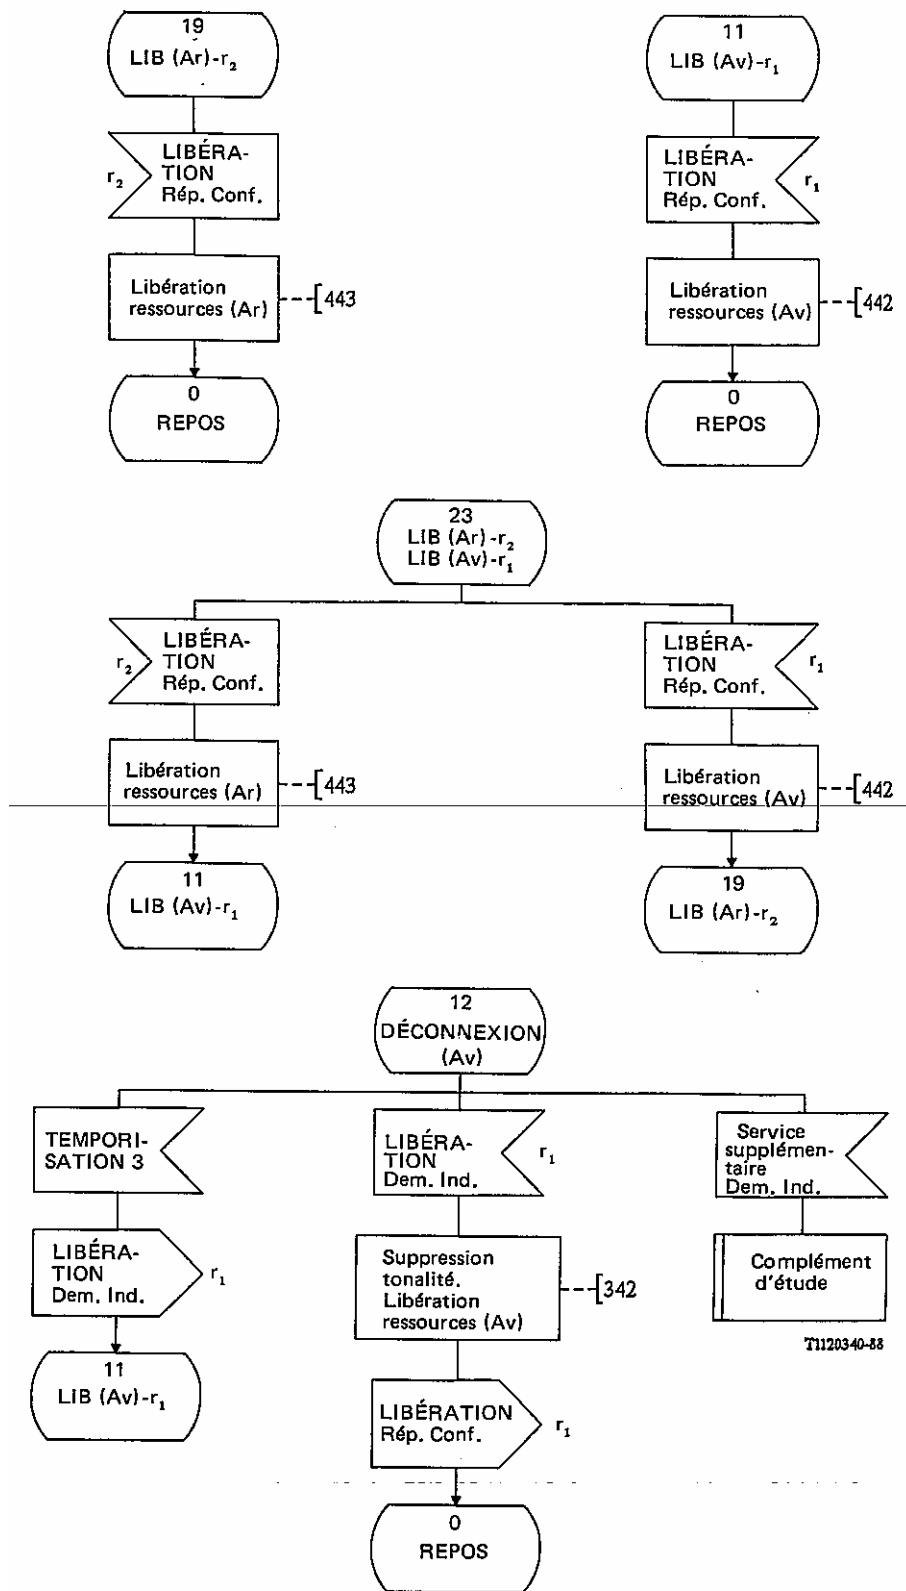 19
LIB (Ar)-r₂
r₂
LIBÉRA-
TION
Rép. Conf.
Libération
ressources (Ar)
443
0
REPOS
11
LIB (Av)-r₁
LIBÉRA-
TION
Rép. Conf.
r₁
Libération
ressources (Av)
442
0
REPOS
23
LIB (Ar)-r₂
LIB (Av)-r₁
r₂
LIBÉRA-
TION
Rép. Conf.
Libération
ressources (Ar)
443
11
LIB (Av)-r₁
LIBÉRA-
TION
Rép. Conf.
r₁
Libération
ressources (Av)
442
19
LIB (Ar)-r₂
12
DÉCONNEXION
(Av)
TEMPORI-
SATION 3
LIBÉRA-
TION
Dem. Ind.
r₁
11
LIB (Av)-r₁
LIBÉRA-
TION
Dem. Ind.
r₁
Suppression
tonalité.
Libération
ressources (Av)
342
LIBÉRATION
Rép. Conf.
r₁
0
REPOS
Service
supplémen-
taire
Dem. Ind.
Complément
d'étude
T1120340-88